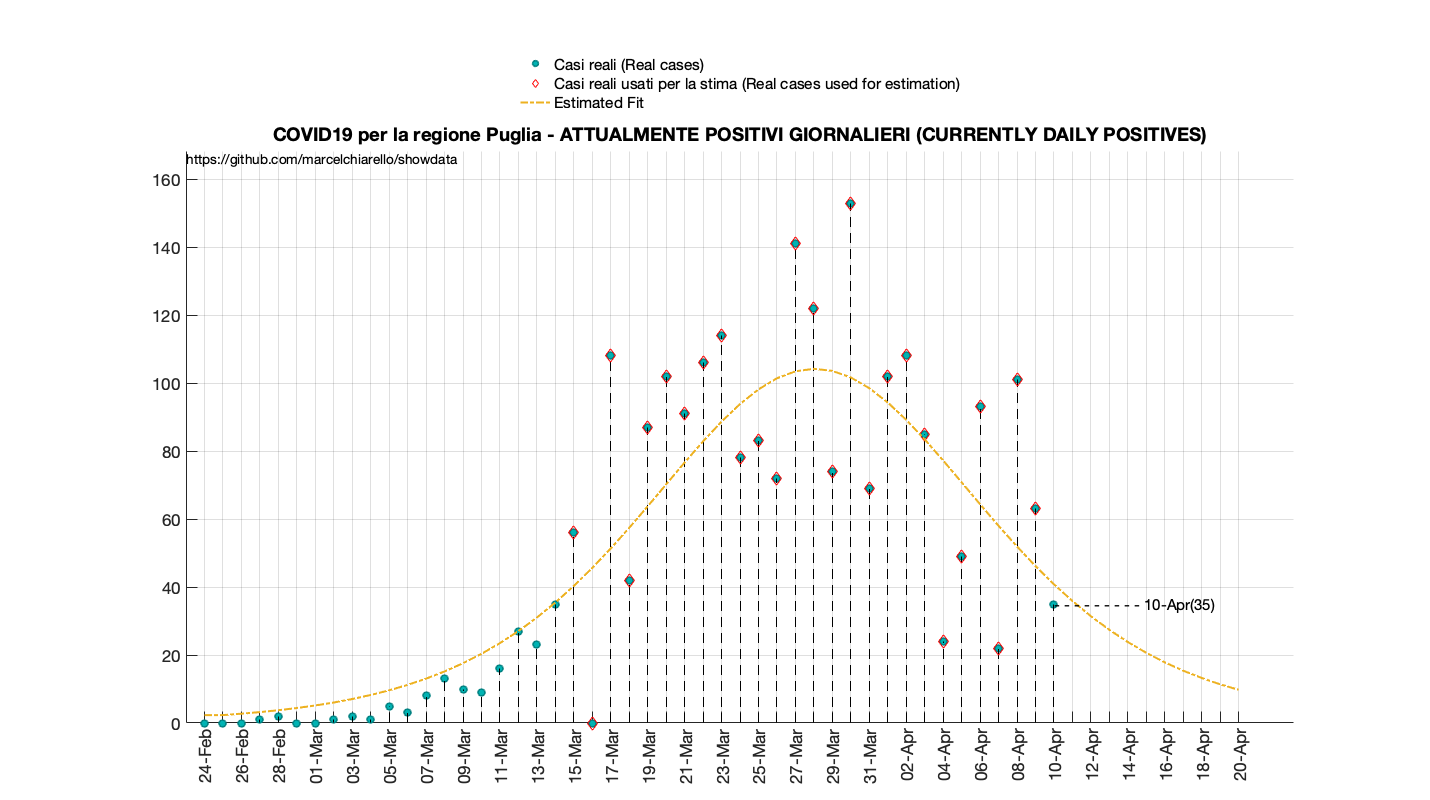 Casi reali (Real cases)
Casi reali usati per la stima (Real cases used for estimation)
Estimated Fit
COVID19 per la regione Puglia - ATTUALMENTE POSITIVI GIORNALIERI (CURRENTLY DAILY POSITIVES)
https://github.com/marcelchiarello/showdata
160
140
120
100
80
60
40
20
0
10-Apr(35)
24-Feb
26-Feb
28-Feb
01-Mar
03-Mar
05-Mar
07-Mar
09-Mar
11-Mar
13-Mar
15-Mar
17-Mar
19-Mar
21-Mar
23-Mar
25-Mar
27-Mar
29-Mar
31-Mar
02-Apr
04-Apr
06-Apr
08-Apr
10-Apr
12-Apr
14-Apr
16-Apr
18-Apr
20-Apr